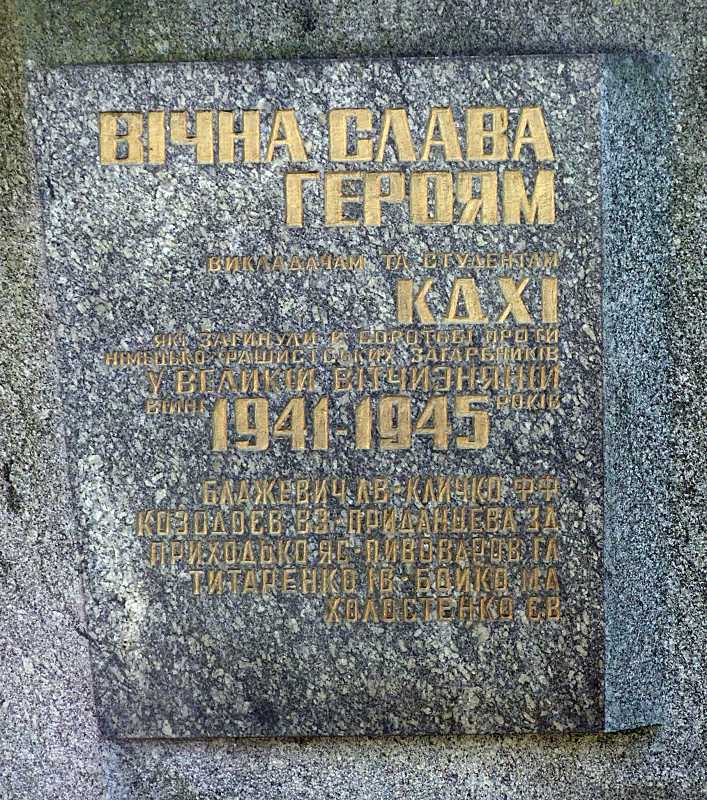 ВІЧНА СЛАВА
ГЕРОЯМ
ВИКЛАДАЧАМ ТА СТУДЕНТАМ
КДХІ
ЯКІ ЗАГИНУЛИ В БОРОТЬБІ ПРОТИ
НІМЕЦЬКО-ФАШИСТСЬКИХ ЗАГАРБНИКІВ
У ВЕЛИКІЙ ВІТЧИЗНЯНІЙ
ВІЙНІ 1941-1945 РОКІВ
БЛАЖЕВИЧ Л В - КЛИЧКО Ф Ф
КОЗОДОЄВ В З - ПРИДАНЦЕВА З Д
ПРИХОДЬКО Я С - ПИВОВАРОВ Г Л
ТИТАРЕНКО І В - БОЙКО М А
ХОЛОСТЕНКО Є В